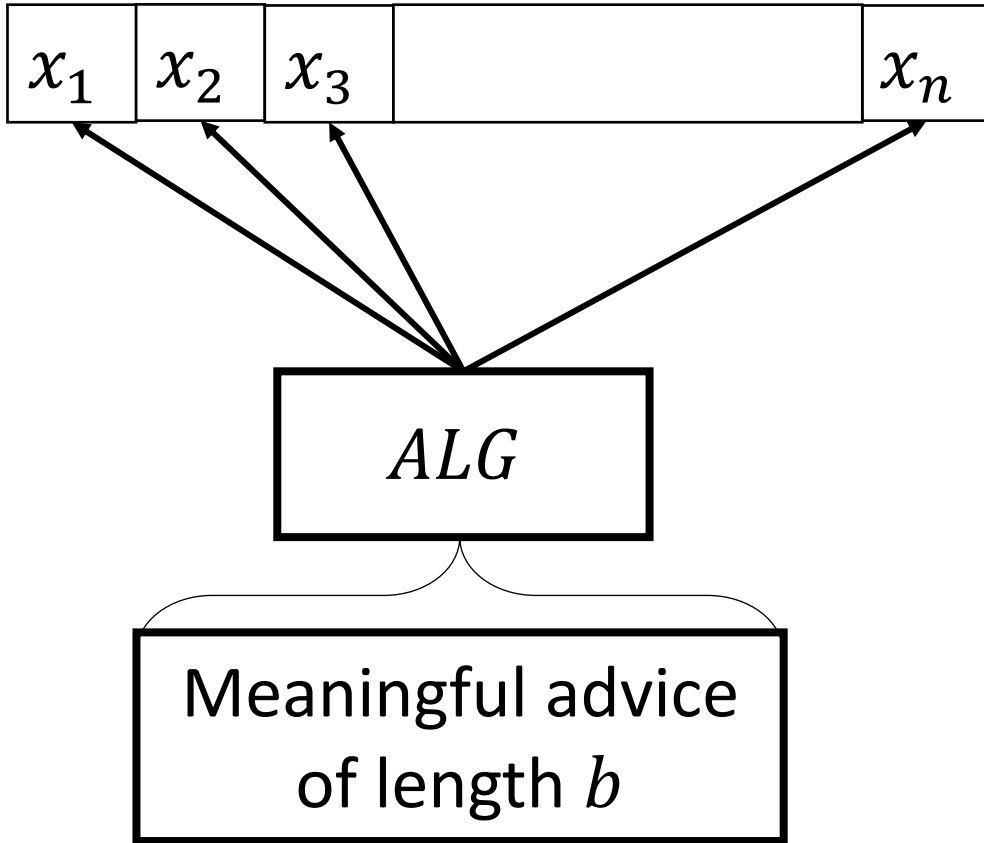 x₁ x₂ x₃ xₙ
ALG
Meaningful advice
of length b